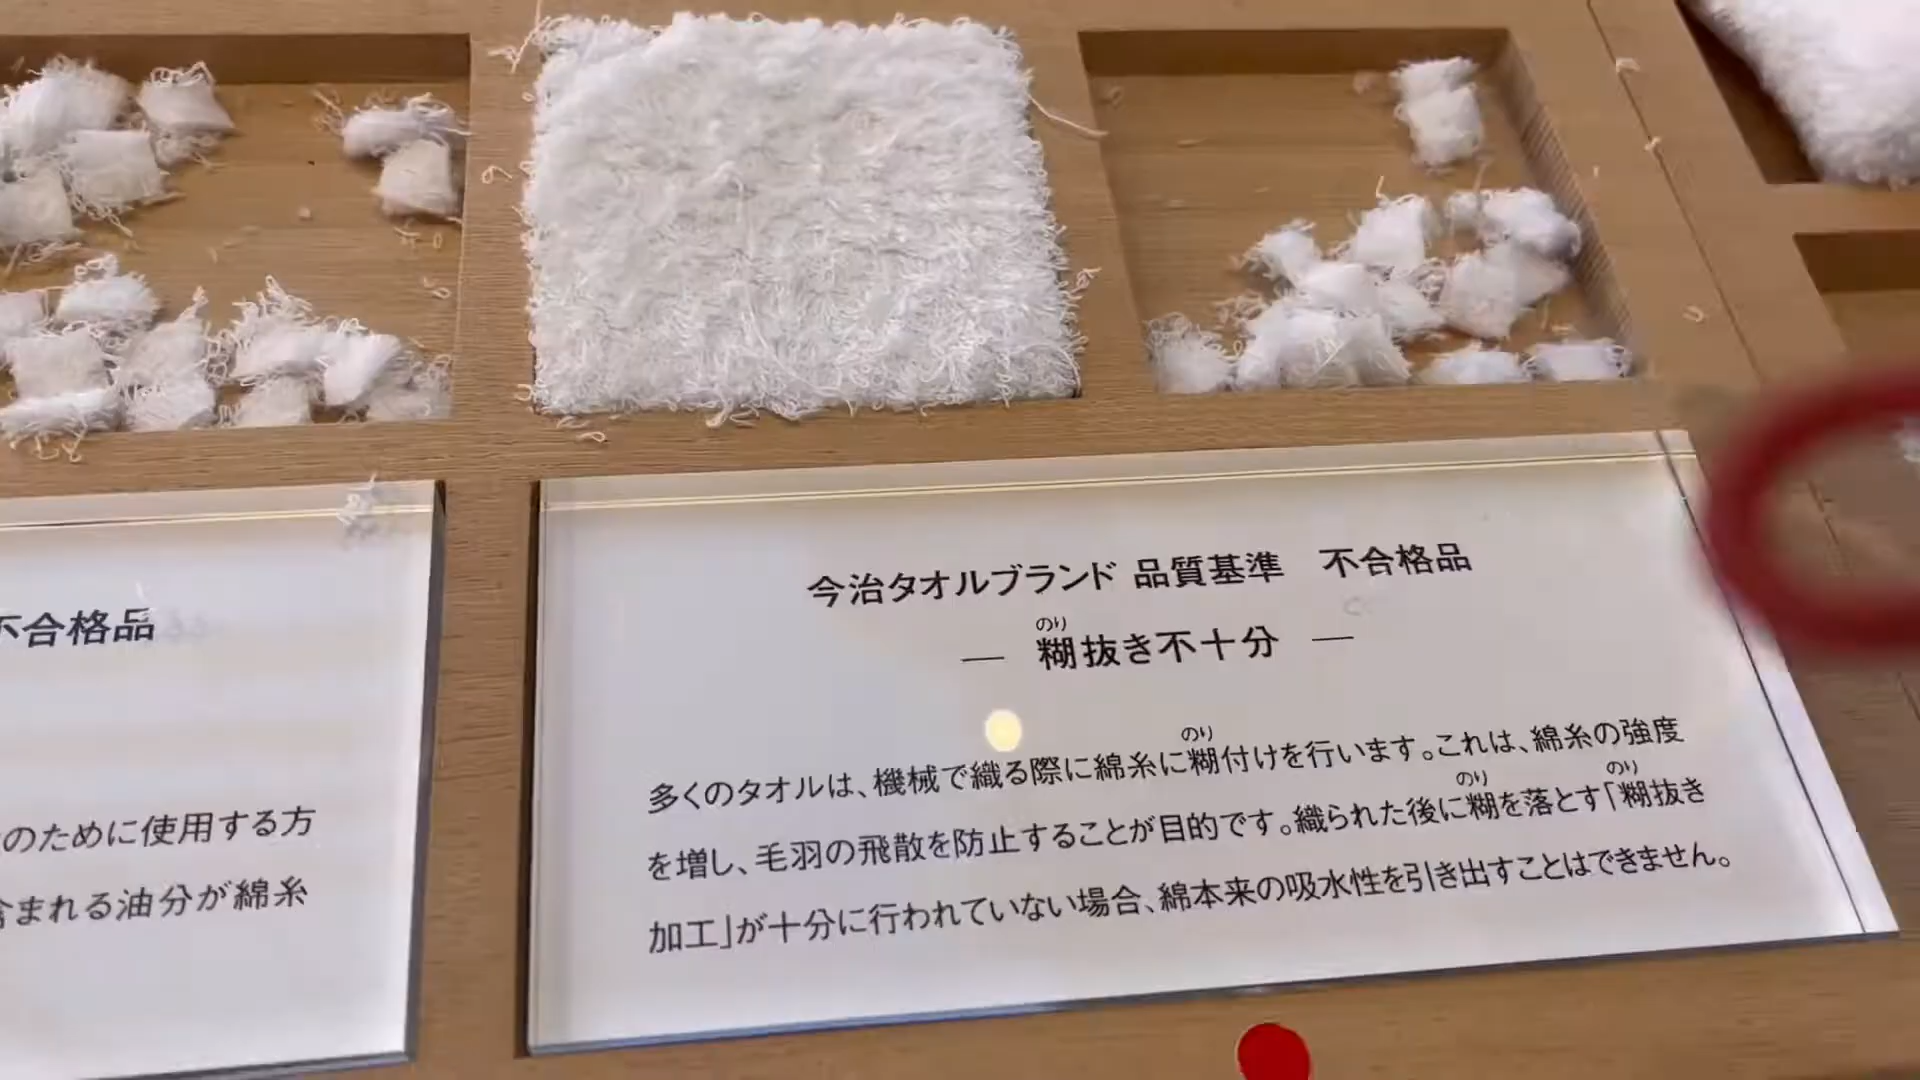 不合格品
のために使用する方
含まれる油分が綿糸
今治タオルブランド 品質基準　不合格品
のり
― 糊抜き不十分 ―
のり
多くのタオルは、機械で織る際に綿糸に糊付けを行います。これは、綿糸の強度
のり のり
を増し、毛羽の飛散を防止することが目的です。織られた後に糊を落とす「糊抜き
加工」が十分に行われていない場合、綿本来の吸水性を引き出すことはできません。